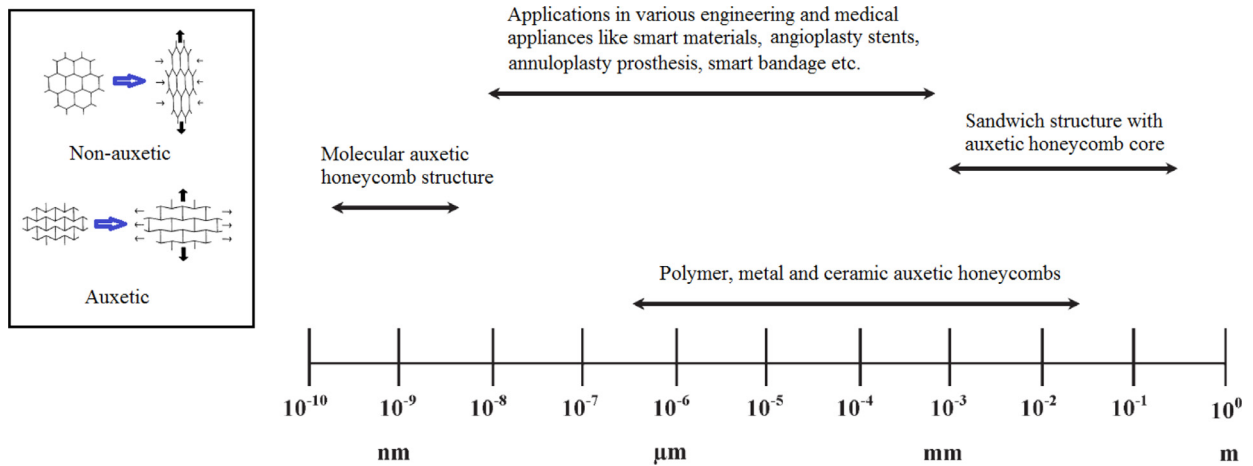 Non-auxetic
Auxetic
Applications in various engineering and medical
appliances like smart materials, angioplasty stents,
annuloplasty prosthesis, smart bandage etc.
Sandwich structure with
auxetic honeycomb core
Molecular auxetic
honeycomb structure
Polymer, metal and ceramic auxetic honeycombs
10⁻¹⁰ 10⁻⁹ 10⁻⁸ 10⁻⁷ 10⁻⁶ 10⁻⁵ 10⁻⁴ 10⁻³ 10⁻² 10⁻¹ 10⁰
nm μm mm m